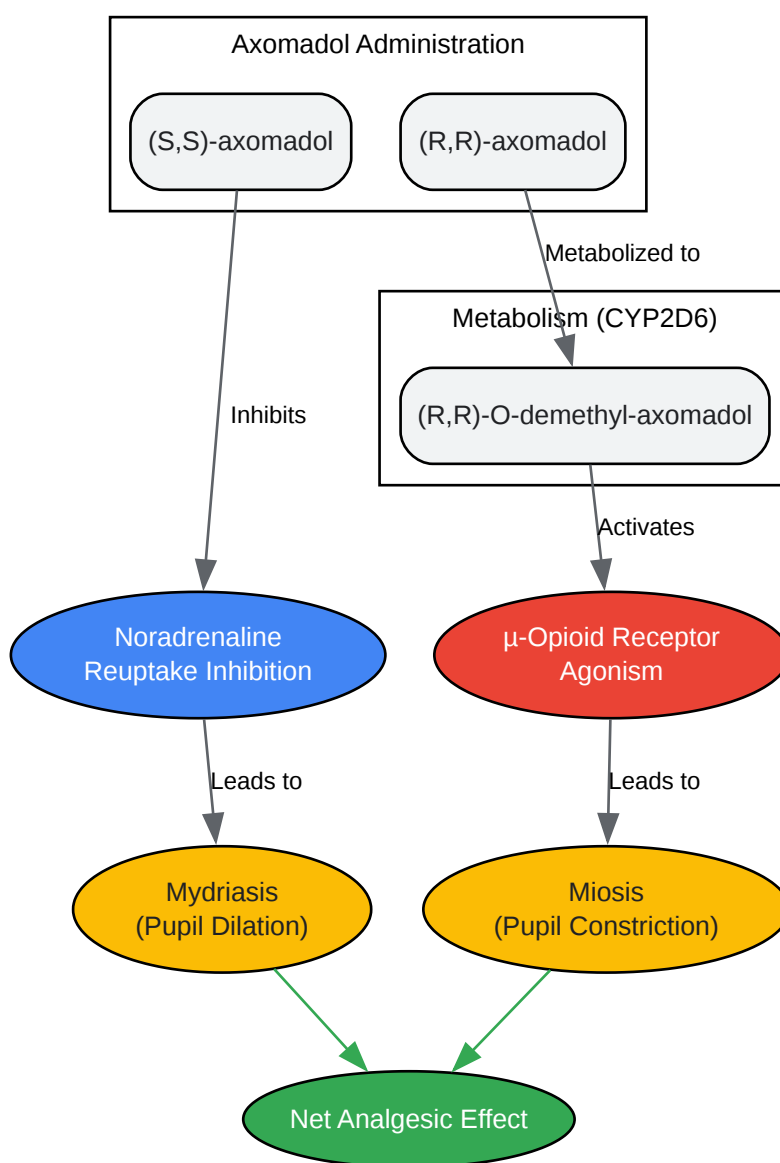 Axomadol Administration
(S,S)-axomadol
(R,R)-axomadol
Metabolized to
Metabolism (CYP2D6)
(R,R)-O-demethyl-axomadol
Inhibits
Activates
Noradrenaline
Reuptake Inhibition
µ-Opioid Receptor
Agonism
Leads to
Leads to
Mydriasis
(Pupil Dilation)
Miosis
(Pupil Constriction)
Net Analgesic Effect